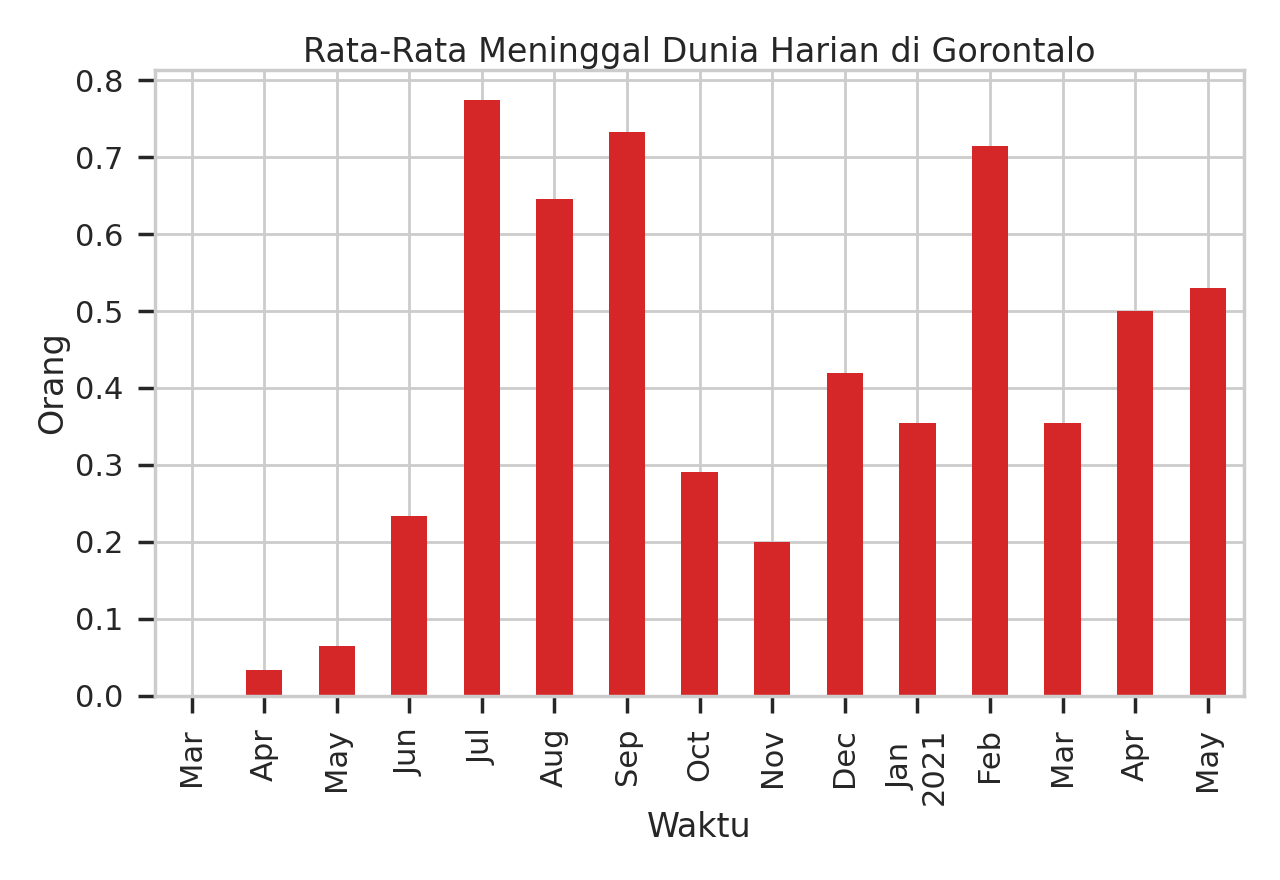 Rata-Rata Meninggal Dunia Harian di Gorontalo
0.8
0.7
0.6
0.5
0.4
0.3
0.2
0.1
0.0
Orang
Mar
Apr
May
Jun
Jul
Aug
Sep
Oct
Nov
Dec
Jan
2021
Feb
Mar
Apr
May
Waktu